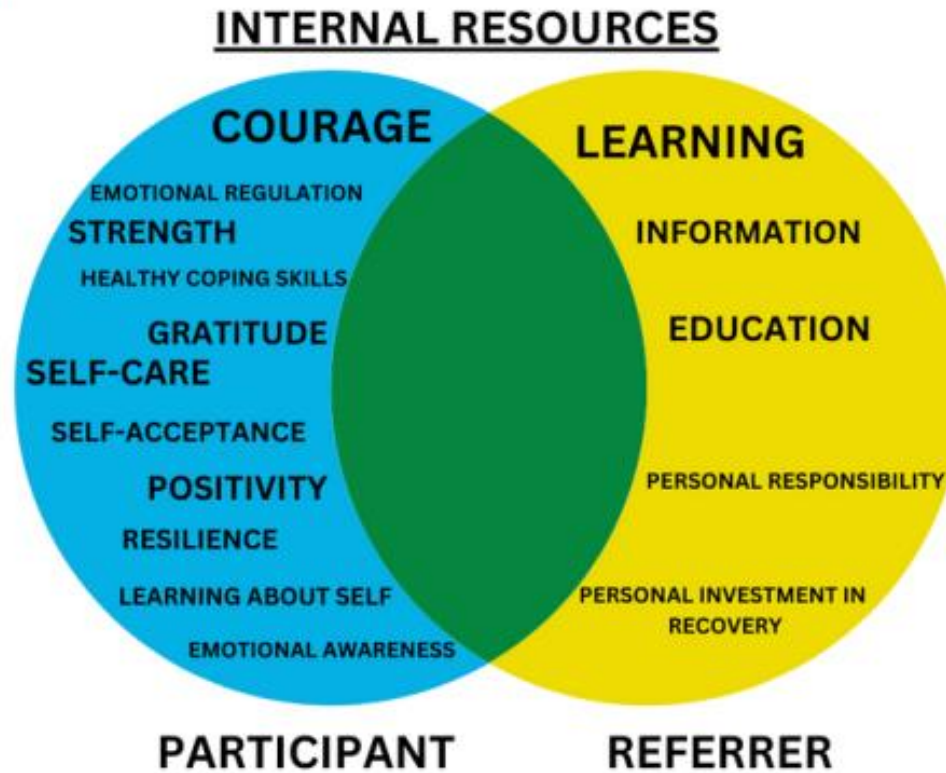 INTERNAL RESOURCES
COURAGE
EMOTIONAL REGULATION
STRENGTH
HEALTHY COPING SKILLS
GRATITUDE
SELF-CARE
SELF-ACCEPTANCE
POSITIVITY
RESILIENCE
LEARNING ABOUT SELF
EMOTIONAL AWARENESS
LEARNING
INFORMATION
EDUCATION
PERSONAL RESPONSIBILITY
PERSONAL INVESTMENT IN
RECOVERY
PARTICIPANT
REFERRER